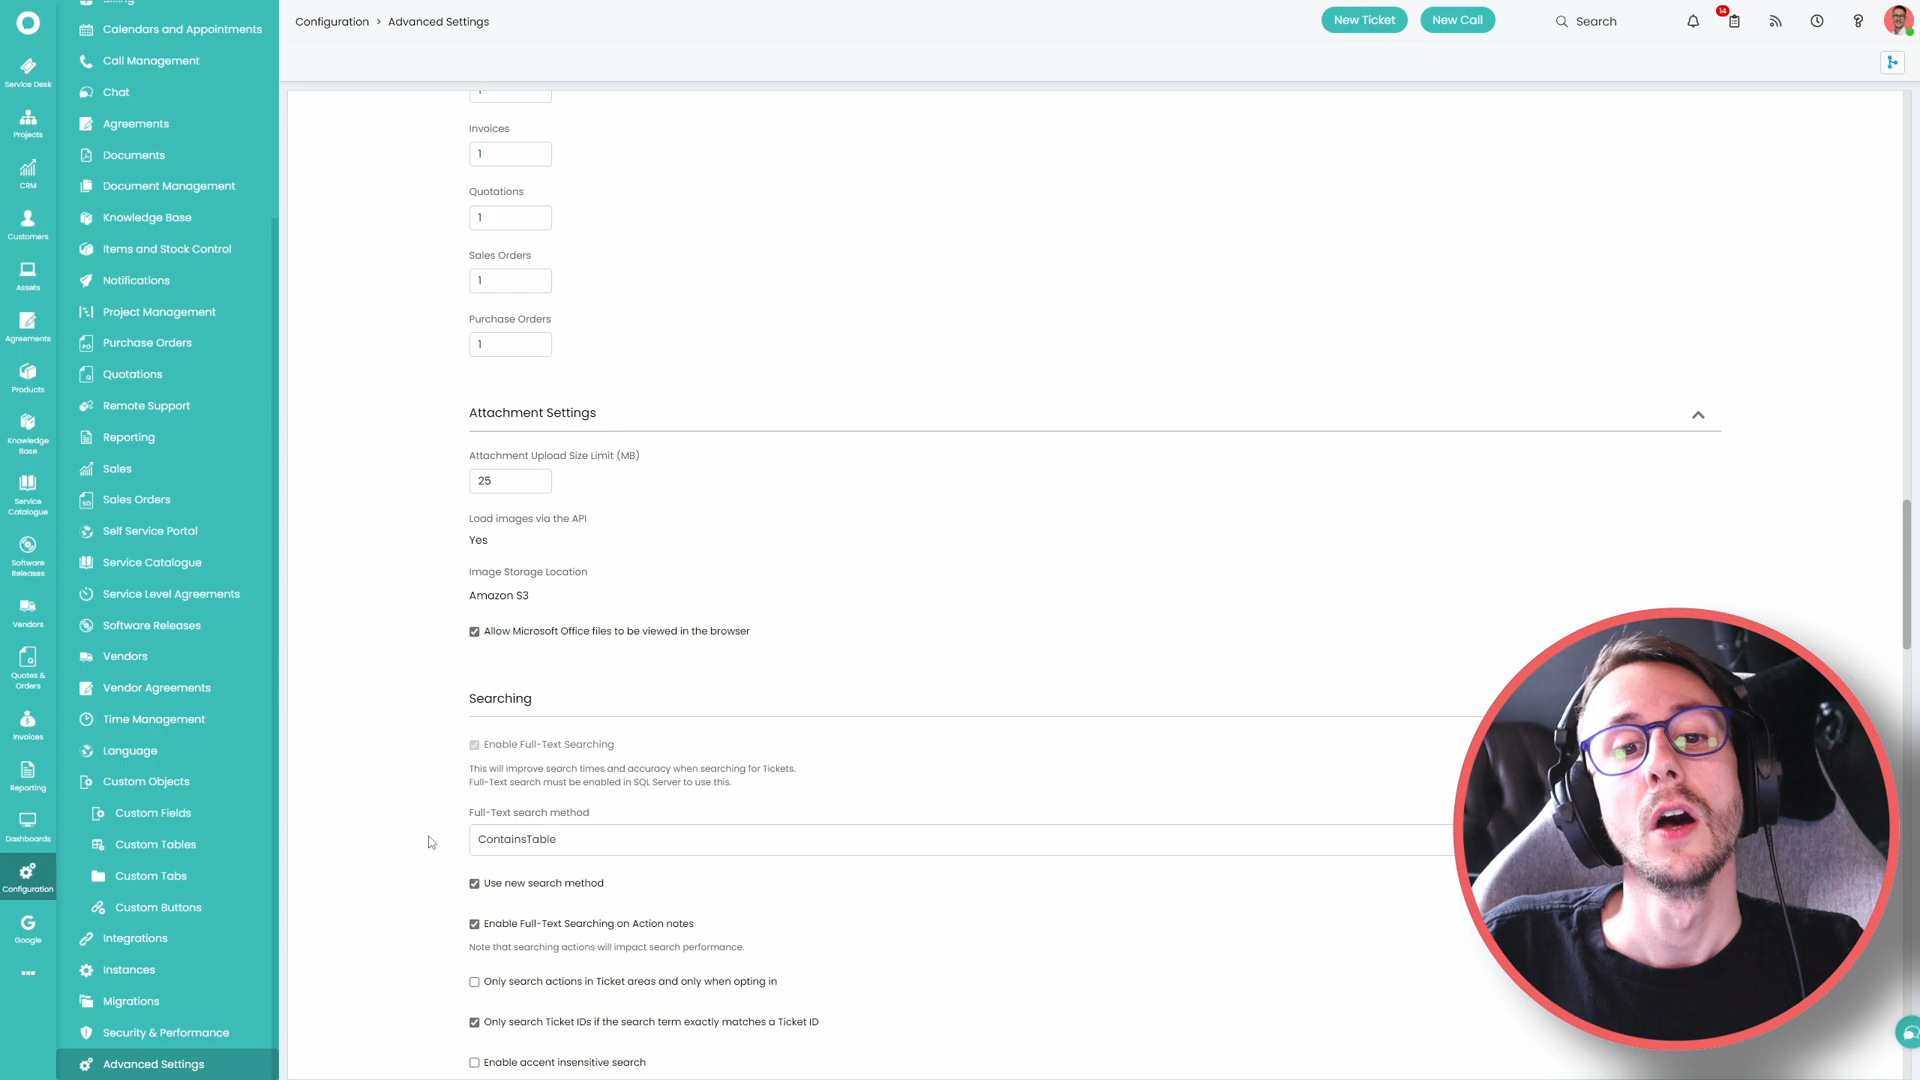 Configuration > Advanced Settings
New Ticket
New Call
Search
14
Service Desk
Projects
CRM
Customers
Assets
Agreements
Products
Knowledge
Base
Service
Catalogue
Software
Releases
Vendors
Quotes &
Orders
Invoices
Reporting
Dashboards
Configuration
Google
Billing
Calendars and Appointments
Call Management
Chat
Agreements
Documents
Document Management
Knowledge Base
Items and Stock Control
Notifications
Project Management
Purchase Orders
Quotations
Remote Support
Reporting
Sales
Sales Orders
Self Service Portal
Service Catalogue
Service Level Agreements
Software Releases
Vendors
Vendor Agreements
Time Management
Language
Custom Objects
Custom Fields
Custom Tables
Custom Tabs
Custom Buttons
Integrations
Instances
Migrations
Security & Performance
Advanced Settings
Invoices
1
Quotations
1
Sales Orders
1
Purchase Orders
1
Attachment Settings
Attachment Upload Size Limit (MB)
25
Load images via the API
Yes
Image Storage Location
Amazon S3
Allow Microsoft Office files to be viewed in the browser
Searching
Enable Full-Text Searching
This will improve search times and accuracy when searching for Tickets.
Full-Text search must be enabled in SQL Server to use this.
Full-Text search method
ContainsTable
Use new search method
Enable Full-Text Searching on Action notes
Note that searching actions will impact search performance.
Only search actions in Ticket areas and only when opting in
Only search Ticket IDs if the search term exactly matches a Ticket ID
Enable accent insensitive search